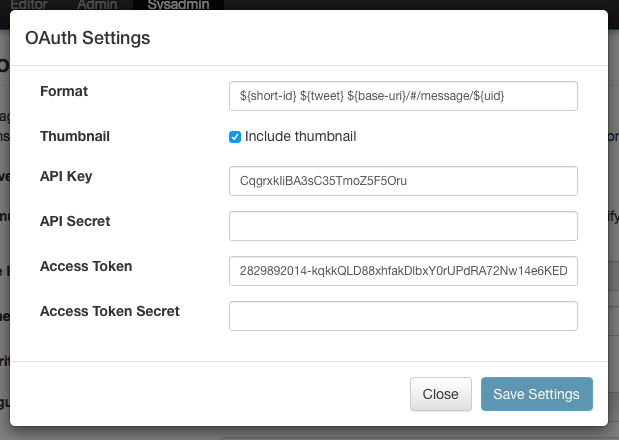 Editor Admin Sysadmin
OAuth Settings
Format
${short-id} ${tweet} ${base-uri}/#/message/${uid}
Thumbnail
Include thumbnail
API Key
CqgrxkIiBA3sC35TmoZ5F5Oru
API Secret
Access Token
2829892014-kqkkQLD88xhfakDlbxY0rUPdRA72Nw14e6KED
Access Token Secret
Close
Save Settings